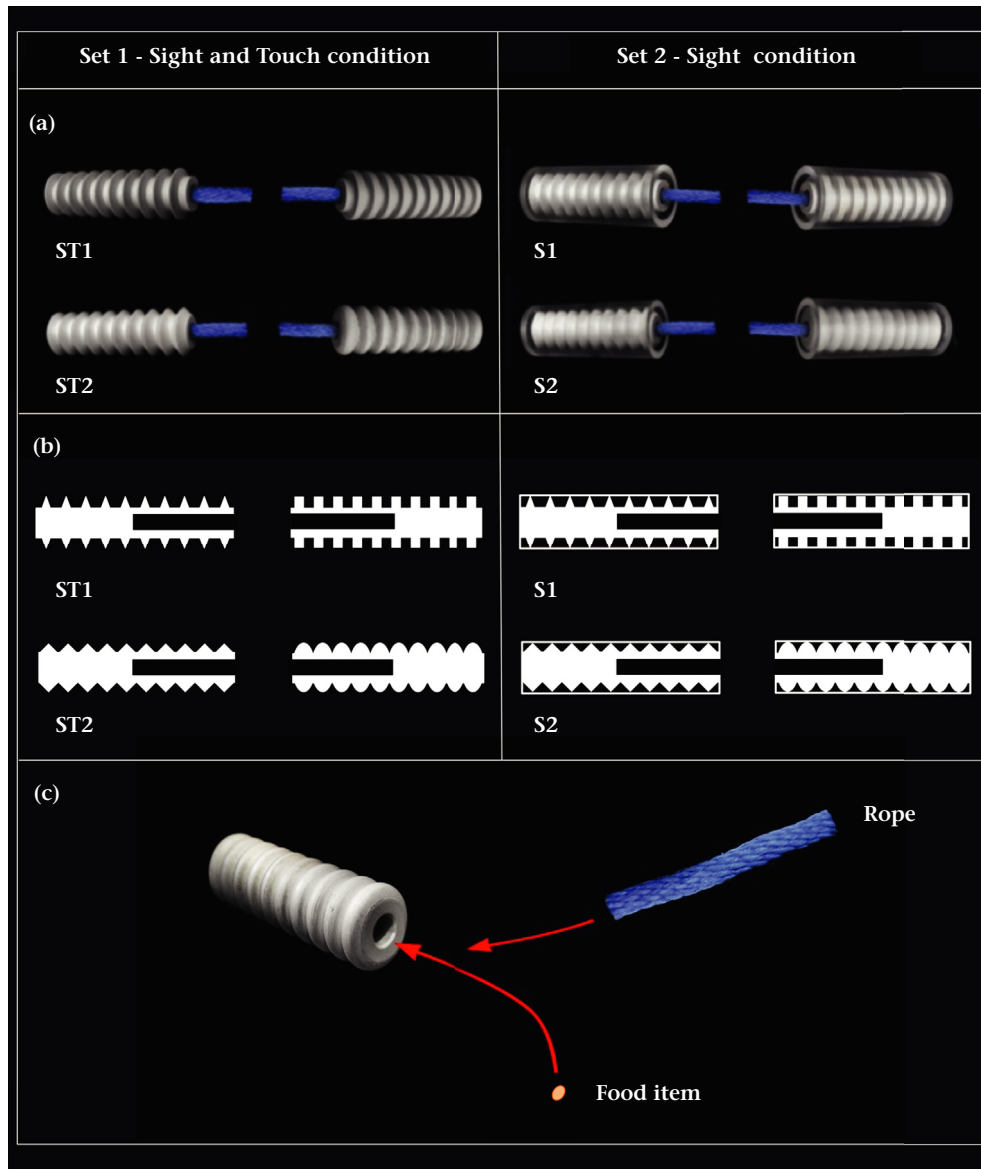 Set 1 - Sight and Touch condition
Set 2 - Sight condition
(a)
ST1
S1
ST2
S2
(b)
ST1
S1
ST2
S2
(c)
Rope
Food item